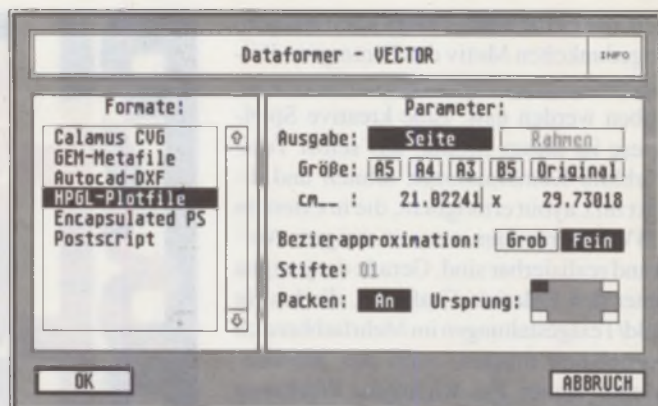 Dataformer - VECTOR
INFO
Formate:
Calamus CVG
GEM-Metafile
Autocad-DXF
HPGL-Plotfile
Encapsulated PS
Postscript
Parameter:
Ausgabe: Seite Rahmen
Größe: A5 A4 A3 B5 Original
cm__ : 21.02241 x 29.73018
Bezierapproximation: Grob Fein
Stifte: 01
Packen: An Ursprung:
OK
ABBRUCH